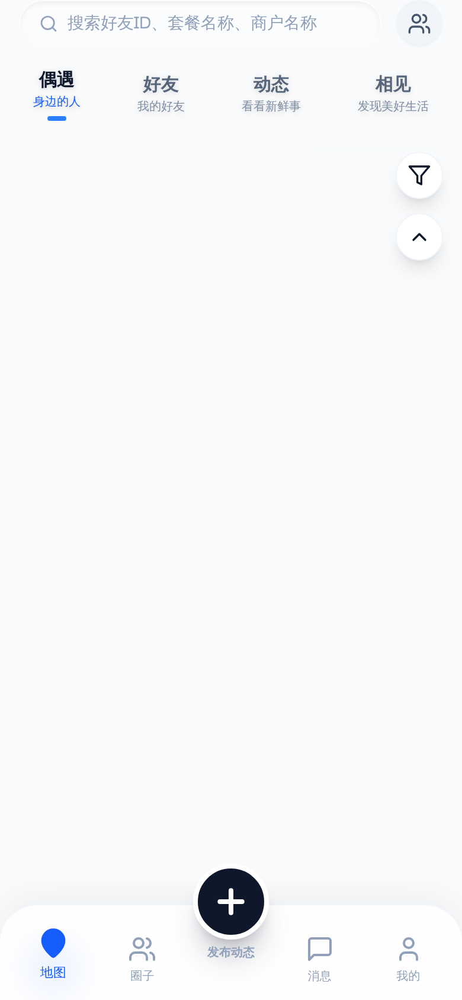 搜索好友ID、套餐名称、商户名称
偶遇
好友
动态
相见
身边的人
我的好友
看看新鲜事
发现美好生活
发布动态
地图
圈子
消息
我的